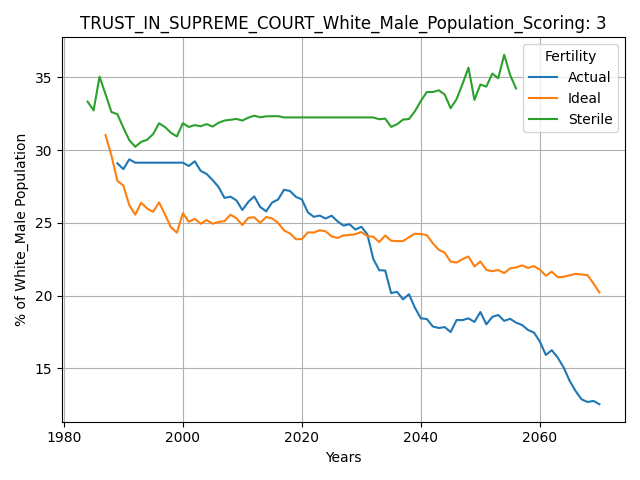 TRUST_IN_SUPREME_COURT_White_Male_Population_Scoring: 3
% of White_Male Population
35
30
25
20
15
Fertility
Actual
Ideal
Sterile
1980
2000
2020
2040
2060
Years